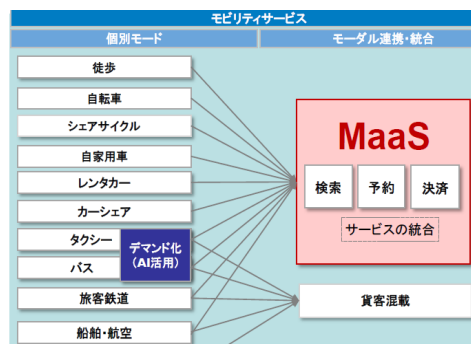 モビリティサービス
個別モード
モーダル連携・統合
徒歩
自転車
シェアサイクル
自家用車
レンタカー
カーシェア
タクシー
バス
デマンド化
（AI活用）
旅客鉄道
船舶・航空
MaaS
検索
予約
決済
サービスの統合
貨客混載